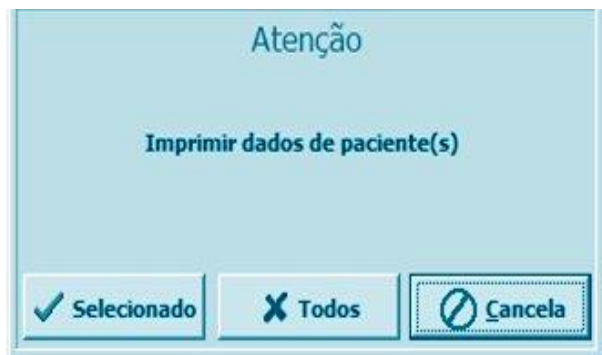 Atenção
Imprimir dados de paciente(s)
Selecionado Todos Cancela